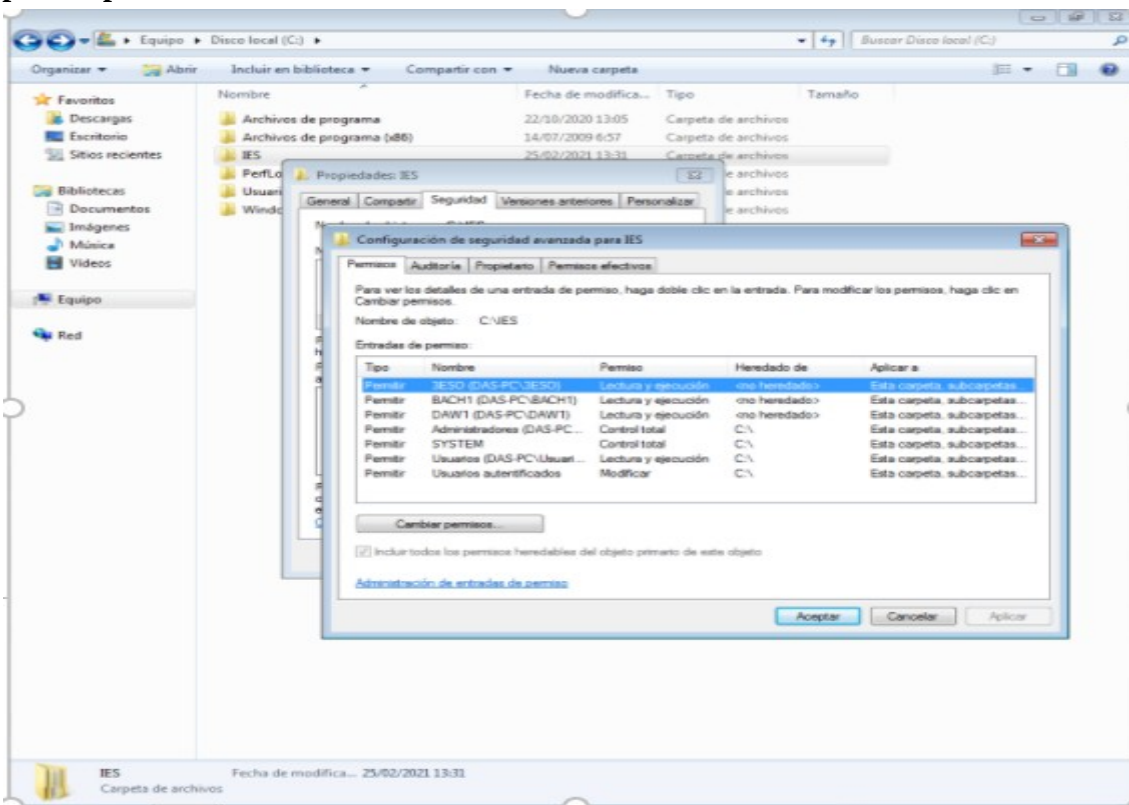 Equipo ▸ Disco local (C:) ▸ Buscar Disco local (C:)
Organizar Abrir Incluir en biblioteca Compartir con Nueva carpeta
Favoritos
Descargas
Escritorio
Sitios recientes
Bibliotecas
Documentos
Imágenes
Música
Vídeos
Equipo
Red
Nombre Fecha de modifica... Tipo Tamaño
Archivos de programa 22/10/2020 13:05 Carpeta de archivos
Archivos de programa (x86) 14/07/2009 6:57 Carpeta de archivos
IES 25/02/2021 13:31 Carpeta de archivos
PerfLo e archivos
Usuari e archivos
Windo e archivos
Propiedades: IES
General Compartir Seguridad Versiones anteriores Personalizar
Configuración de seguridad avanzada para IES
Permisos Auditoría Propietario Permisos efectivos
Para ver los detalles de una entrada de permiso, haga doble clic en la entrada. Para modificar los permisos, haga clic en
Cambiar permisos.
Nombre de objeto: C:\IES
Entradas de permiso:
Tipo Nombre Permiso Heredado de Aplicar a
Permitir 3ESO (DAS-PC\3ESO) Lectura y ejecución <no heredado> Esta carpeta, subcarpetas...
Permitir BACH1 (DAS-PC\BACH1) Lectura y ejecución <no heredado> Esta carpeta, subcarpetas...
Permitir DAW1 (DAS-PC\DAW1) Lectura y ejecución <no heredado> Esta carpeta, subcarpetas...
Permitir Administradores (DAS-PC... Control total C:\ Esta carpeta, subcarpetas...
Permitir SYSTEM Control total C:\ Esta carpeta, subcarpetas...
Permitir Usuarios (DAS-PC\Usuari... Lectura y ejecución C:\ Esta carpeta, subcarpetas...
Permitir Usuarios autentificados Modificar C:\ Esta carpeta, subcarpetas...
Cambiar permisos...
Incluir todos los permisos heredables del objeto primario de este objeto
Administración de entradas de permiso
Aceptar Cancelar Aplicar
IES Fecha de modifica... 25/02/2021 13:31
Carpeta de archivos